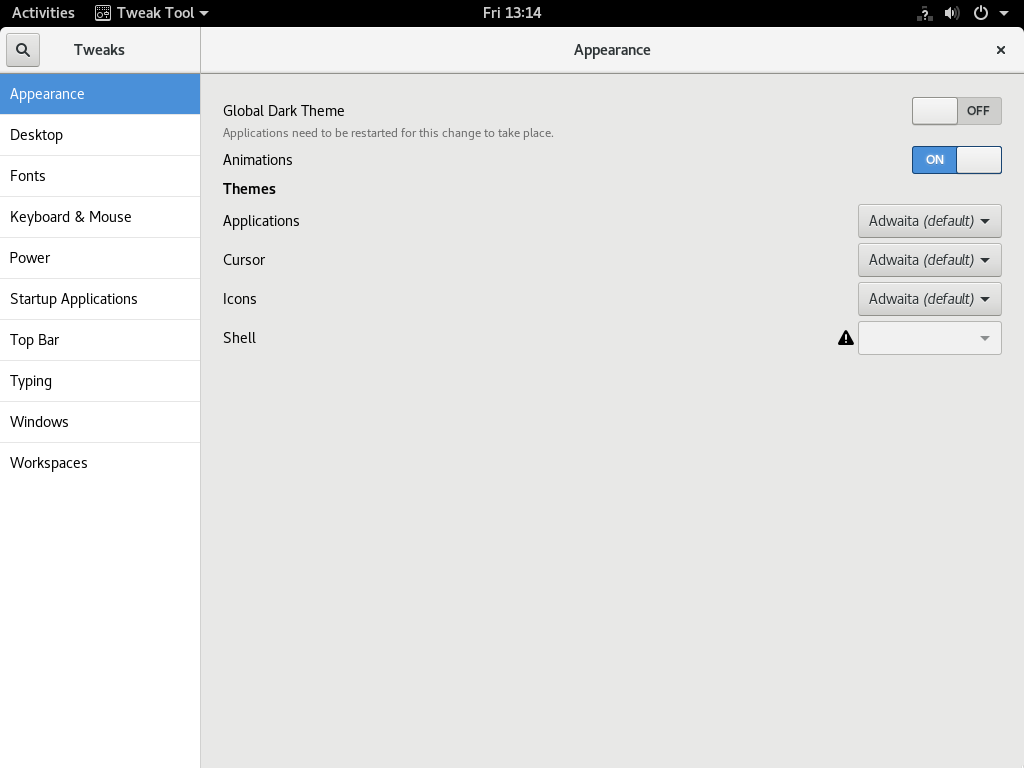 Activities Tweak Tool Fri 13:14
Tweaks Appearance
Appearance
Desktop
Fonts
Keyboard & Mouse
Power
Startup Applications
Top Bar
Typing
Windows
Workspaces
Global Dark Theme OFF
Applications need to be restarted for this change to take place.
Animations ON
Themes
Applications Adwaita (default)
Cursor Adwaita (default)
Icons Adwaita (default)
Shell